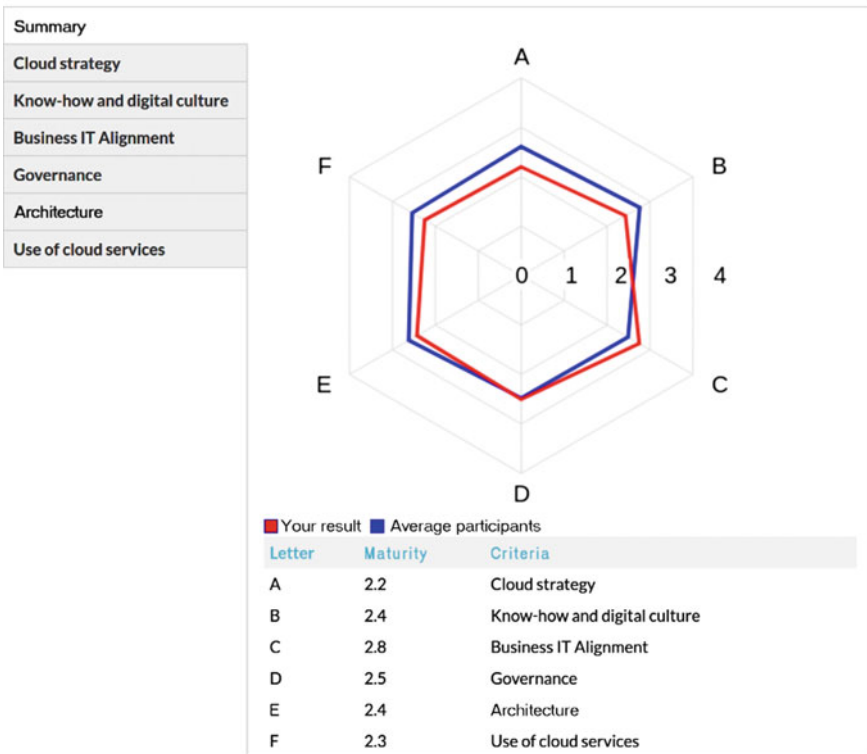 Summary
Cloud strategy
Know-how and digital culture
Business IT Alignment
Governance
Architecture
Use of cloud services
A
F
B
0 1 2 3 4
E
C
D
Your result Average participants
Letter Maturity Criteria
A 2.2 Cloud strategy
B 2.4 Know-how and digital culture
C 2.8 Business IT Alignment
D 2.5 Governance
E 2.4 Architecture
F 2.3 Use of cloud services